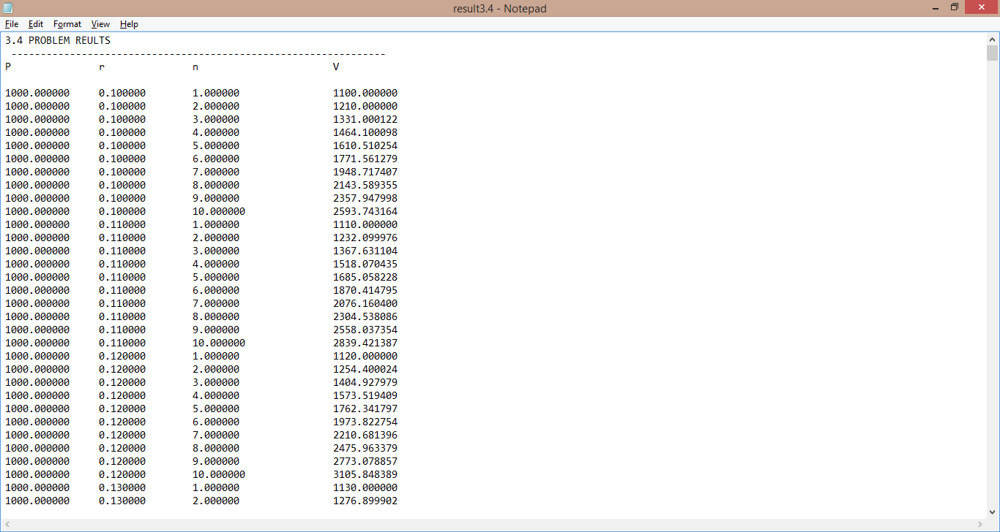 result3.4 - Notepad
File Edit Format View Help
3.4 PROBLEM REULTS
----------------------------------------------------------------
P r n V
1000.000000 0.100000 1.000000 1100.000000
1000.000000 0.100000 2.000000 1210.000000
1000.000000 0.100000 3.000000 1331.000122
1000.000000 0.100000 4.000000 1464.100098
1000.000000 0.100000 5.000000 1610.510254
1000.000000 0.100000 6.000000 1771.561279
1000.000000 0.100000 7.000000 1948.717407
1000.000000 0.100000 8.000000 2143.589355
1000.000000 0.100000 9.000000 2357.947998
1000.000000 0.100000 10.000000 2593.743164
1000.000000 0.110000 1.000000 1110.000000
1000.000000 0.110000 2.000000 1232.099976
1000.000000 0.110000 3.000000 1367.631104
1000.000000 0.110000 4.000000 1518.070435
1000.000000 0.110000 5.000000 1685.058228
1000.000000 0.110000 6.000000 1870.414795
1000.000000 0.110000 7.000000 2076.160400
1000.000000 0.110000 8.000000 2304.538086
1000.000000 0.110000 9.000000 2558.037354
1000.000000 0.110000 10.000000 2839.421387
1000.000000 0.120000 1.000000 1120.000000
1000.000000 0.120000 2.000000 1254.400024
1000.000000 0.120000 3.000000 1404.927979
1000.000000 0.120000 4.000000 1573.519409
1000.000000 0.120000 5.000000 1762.341797
1000.000000 0.120000 6.000000 1973.822754
1000.000000 0.120000 7.000000 2210.681396
1000.000000 0.120000 8.000000 2475.963379
1000.000000 0.120000 9.000000 2773.078857
1000.000000 0.120000 10.000000 3105.848389
1000.000000 0.130000 1.000000 1130.000000
1000.000000 0.130000 2.000000 1276.899902